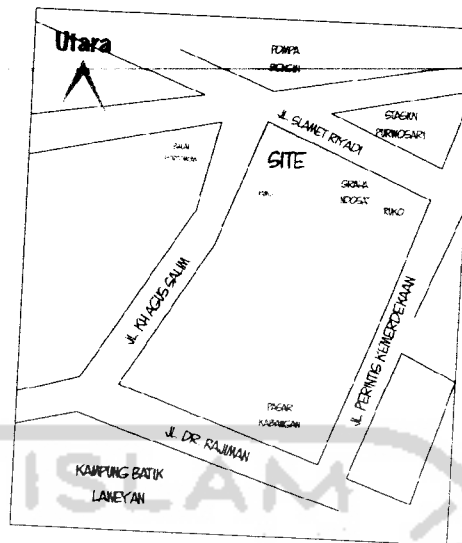 Utara
POMPA
BENSIN
JL SLAMET RIYADI
STASIUN
PURWOSARI
SITE
GRAHA
RUKO
JL KH AGUS SALIM
JL PERINTIS KEMERDEKAAN
PASAR
KABANGAN
JL DR RAJIMAN
KAMPUNG BATIK
LAWEYAN
ISLAM